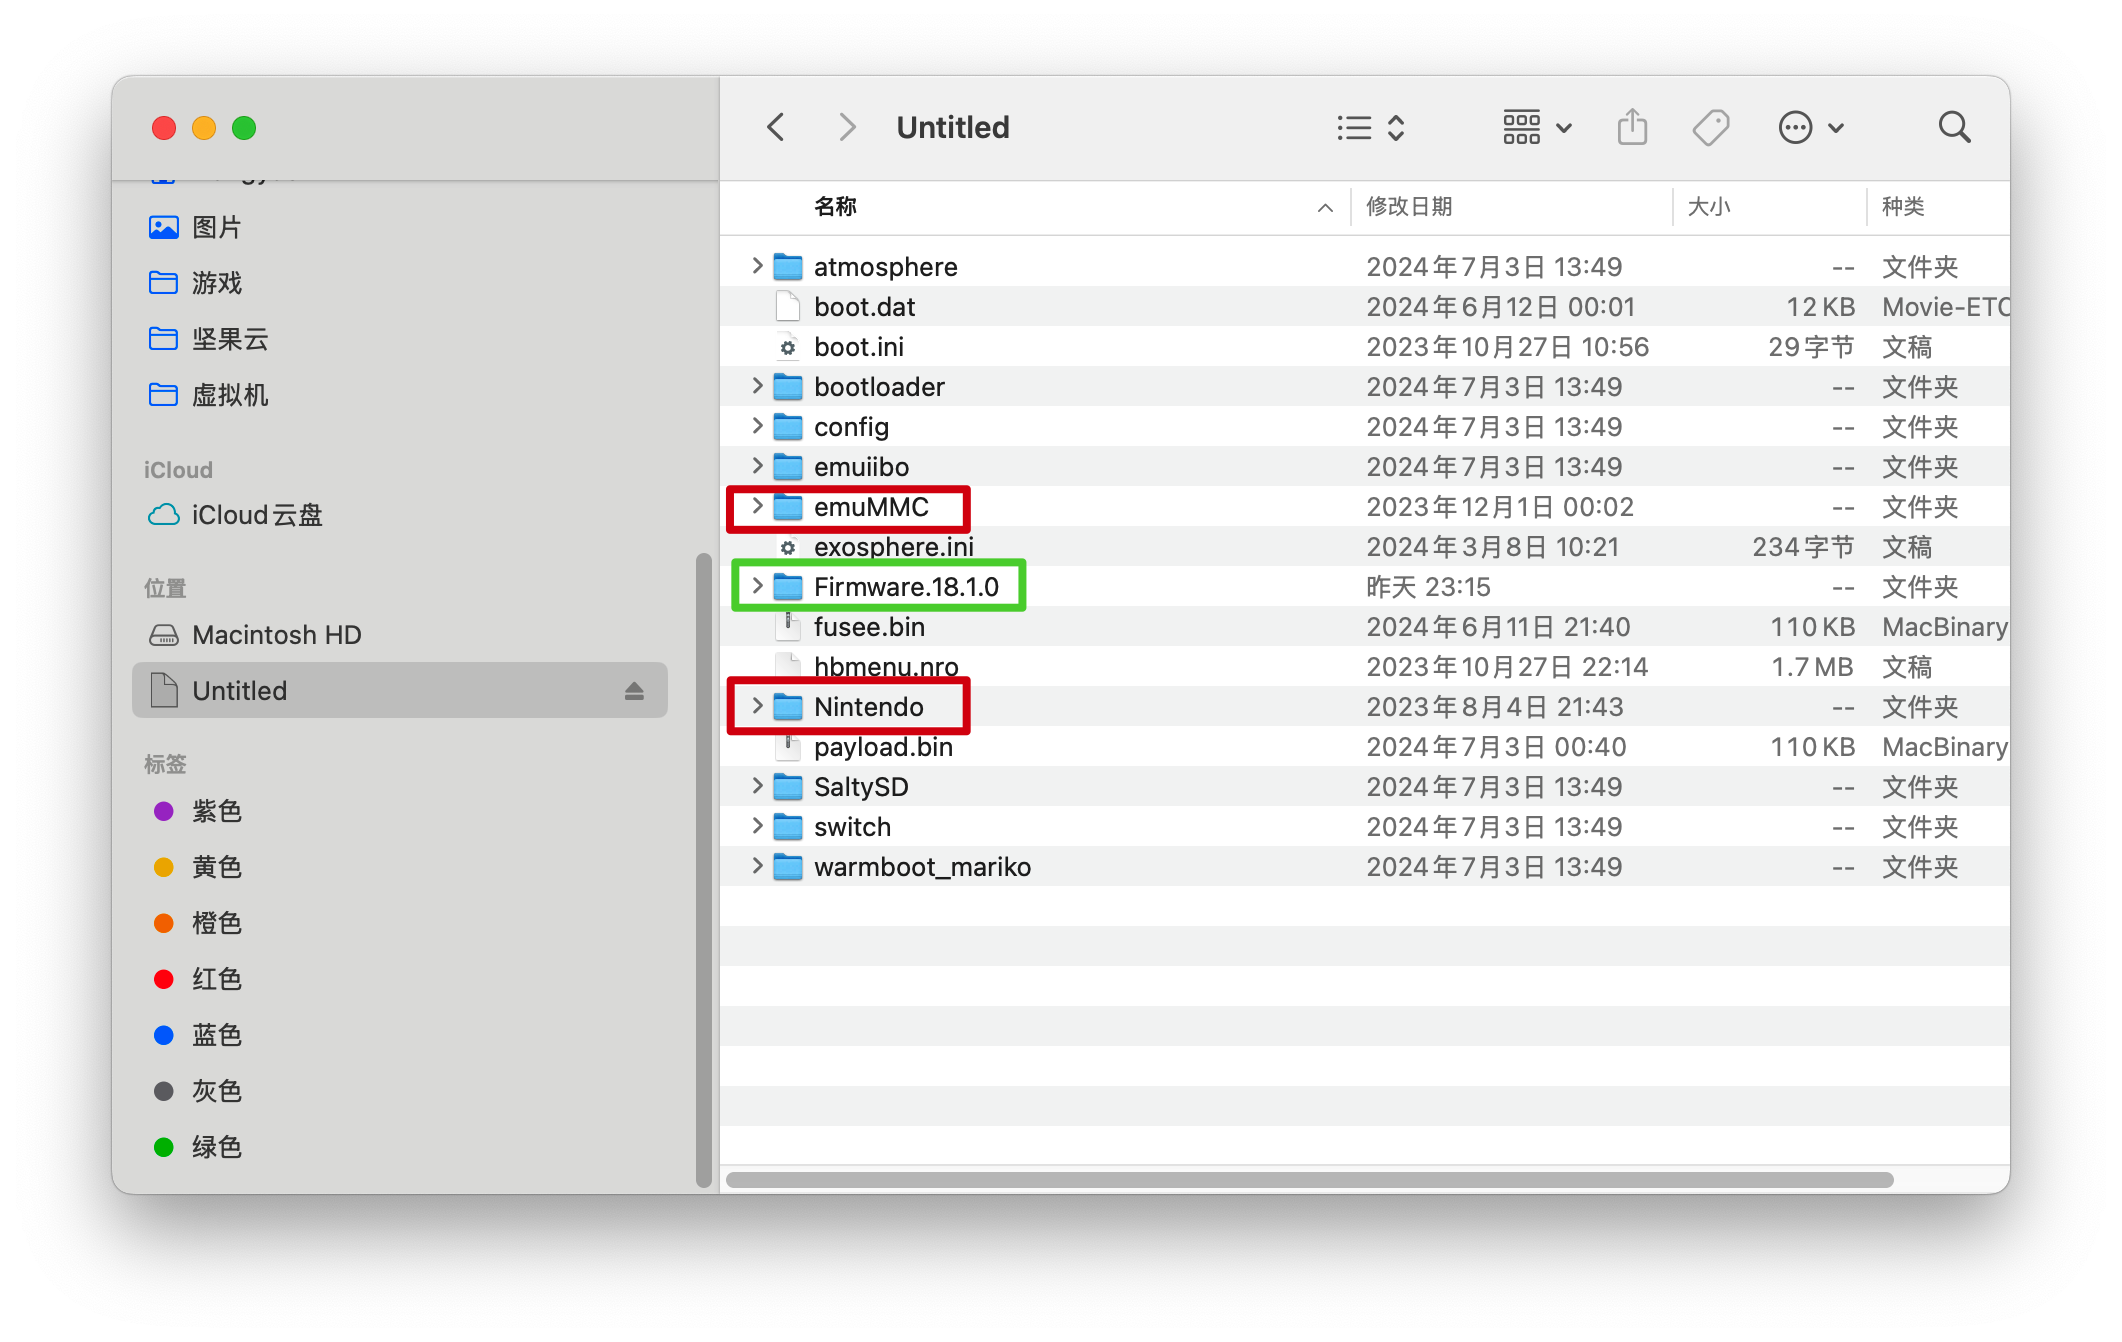 Untitled
图片
游戏
坚果云
虚拟机
iCloud
iCloud云盘
位置
Macintosh HD
Untitled
标签
紫色
黄色
橙色
红色
蓝色
灰色
绿色
名称 修改日期 大小 种类
atmosphere 2024年7月3日 13:49 -- 文件夹
boot.dat 2024年6月12日 00:01 12 KB Movie-ETC
boot.ini 2023年10月27日 10:56 29字节 文稿
bootloader 2024年7月3日 13:49 -- 文件夹
config 2024年7月3日 13:49 -- 文件夹
emuiibo 2024年7月3日 13:49 -- 文件夹
emuMMC 2023年12月1日 00:02 -- 文件夹
exosphere.ini 2024年3月8日 10:21 234字节 文稿
Firmware.18.1.0 昨天 23:15 -- 文件夹
fusee.bin 2024年6月11日 21:40 110 KB MacBinary
hbmenu.nro 2023年10月27日 22:14 1.7 MB 文稿
Nintendo 2023年8月4日 21:43 -- 文件夹
payload.bin 2024年7月3日 00:40 110 KB MacBinary
SaltySD 2024年7月3日 13:49 -- 文件夹
switch 2024年7月3日 13:49 -- 文件夹
warmboot_mariko 2024年7月3日 13:49 -- 文件夹